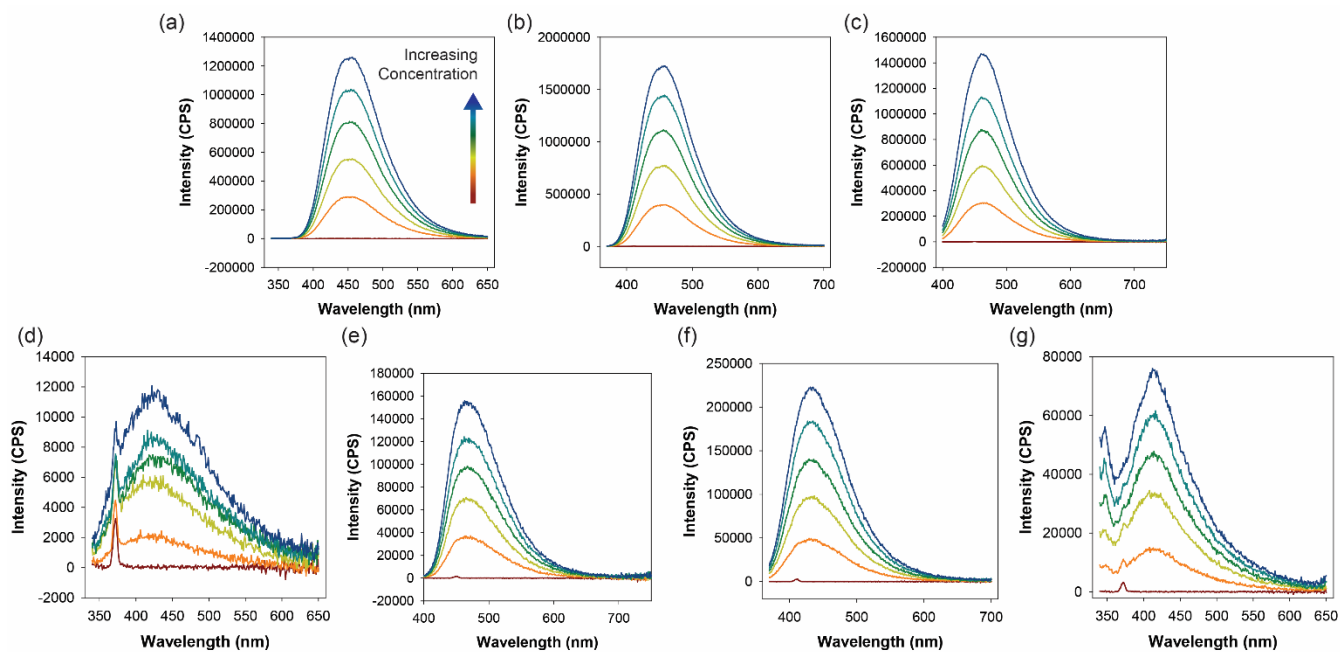 (a)
Increasing
Concentration
Intensity (CPS)
1400000
1200000
1000000
800000
600000
400000
200000
0
-200000
350 400 450 500 550 600 650
Wavelength (nm)
(b)
Intensity (CPS)
2000000
1500000
1000000
500000
0
400 500 600 700
Wavelength (nm)
(c)
Intensity (CPS)
1600000
1400000
1200000
1000000
800000
600000
400000
200000
0
-200000
400 500 600 700
Wavelength (nm)
(d)
Intensity (CPS)
14000
12000
10000
8000
6000
4000
2000
0
-2000
350 400 450 500 550 600 650
Wavelength (nm)
(e)
Intensity (CPS)
180000
160000
140000
120000
100000
80000
60000
40000
20000
0
-20000
400 500 600 700
Wavelength (nm)
(f)
Intensity (CPS)
250000
200000
150000
100000
50000
0
400 500 600 700
Wavelength (nm)
(g)
Intensity (CPS)
80000
60000
40000
20000
0
350 400 450 500 550 600 650
Wavelength (nm)